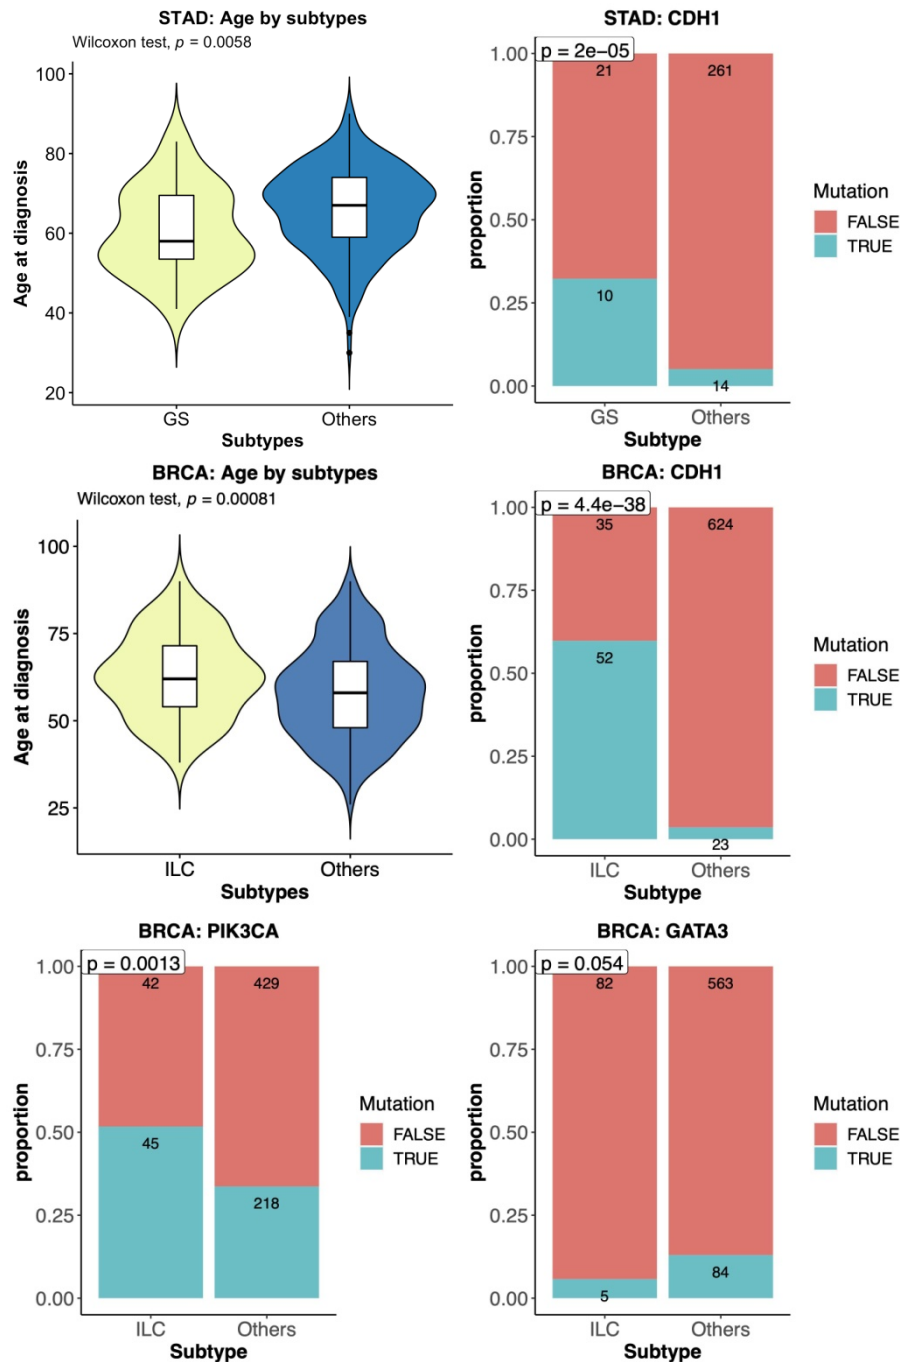 STAD: Age by subtypes
Wilcoxon test, p = 0.0058
Age at diagnosis
100
80
60
40
20
GS Others
Subtypes
STAD: CDH1
p = 2e−05
proportion
1.00
0.75
0.50
0.25
0.00
21 261
10
14
GS Others
Subtype
Mutation
FALSE
TRUE
BRCA: Age by subtypes
Wilcoxon test, p = 0.00081
Age at diagnosis
100
75
50
25
ILC Others
Subtypes
BRCA: CDH1
p = 4.4e−38
proportion
1.00
0.75
0.50
0.25
0.00
35 624
52
23
ILC Others
Subtype
Mutation
FALSE
TRUE
BRCA: PIK3CA
p = 0.0013
proportion
1.00
0.75
0.50
0.25
0.00
42 429
45
218
ILC Others
Subtype
Mutation
FALSE
TRUE
BRCA: GATA3
p = 0.054
proportion
1.00
0.75
0.50
0.25
0.00
82 563
84
5
ILC Others
Subtype
Mutation
FALSE
TRUE